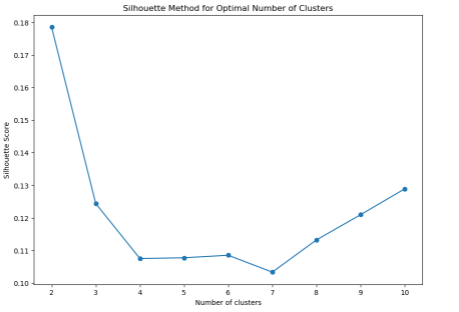 Silhouette Method for Optimal Number of Clusters
0.18
0.17
0.16
0.15
0.14
0.13
0.12
0.11
0.10
Silhouette Score
2 3 4 5 6 7 8 9 10
Number of clusters